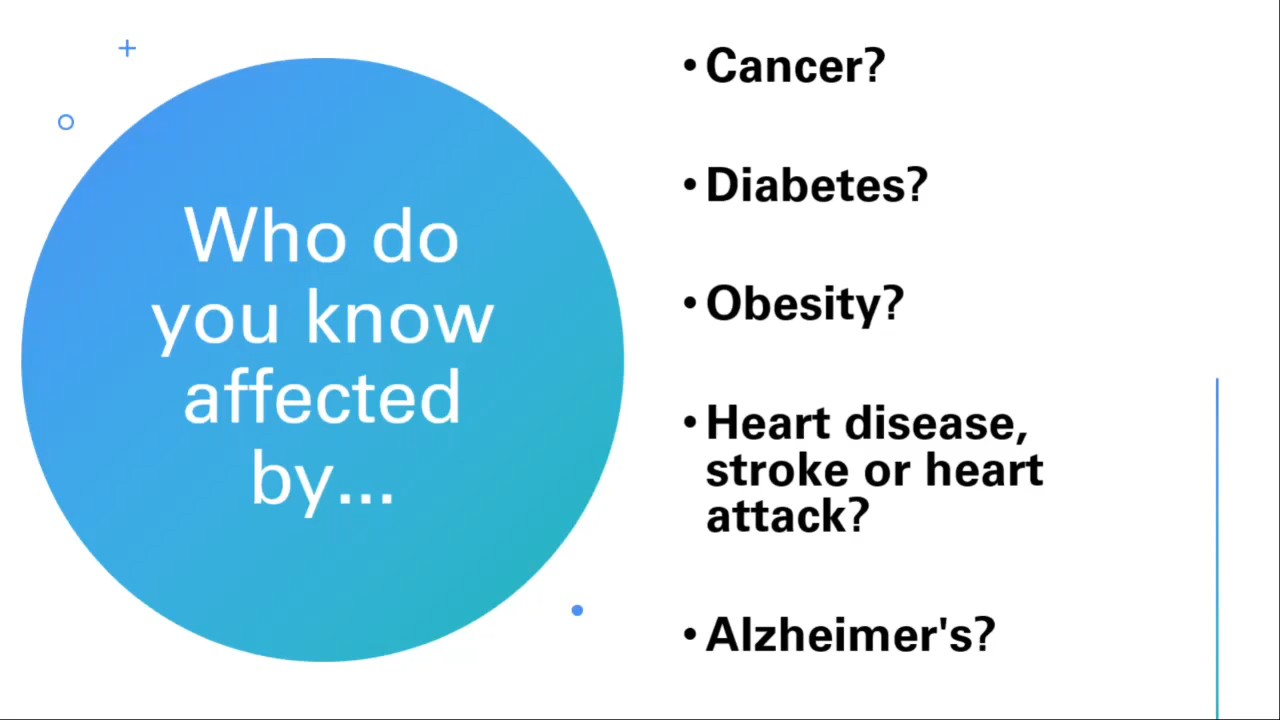 Who do
you know
affected
by...
• Cancer?
• Diabetes?
• Obesity?
• Heart disease,
stroke or heart
attack?
• Alzheimer's?